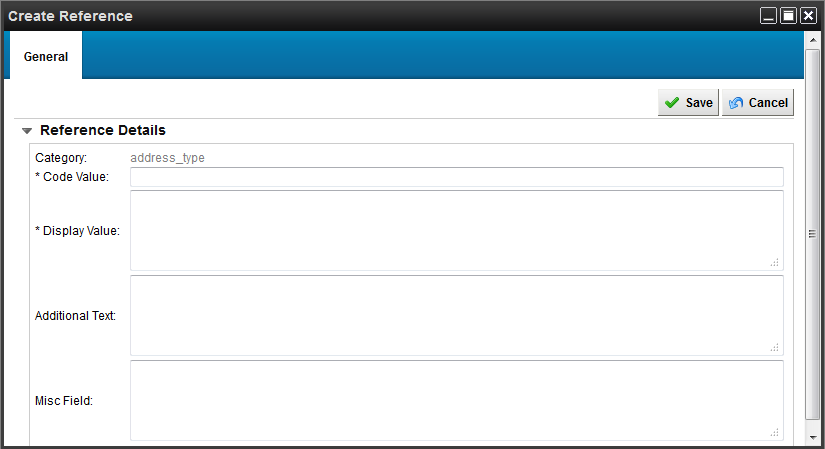 Create Reference
General
Save Cancel
Reference Details
Category: address_type
* Code Value:
* Display Value:
Additional Text:
Misc Field: